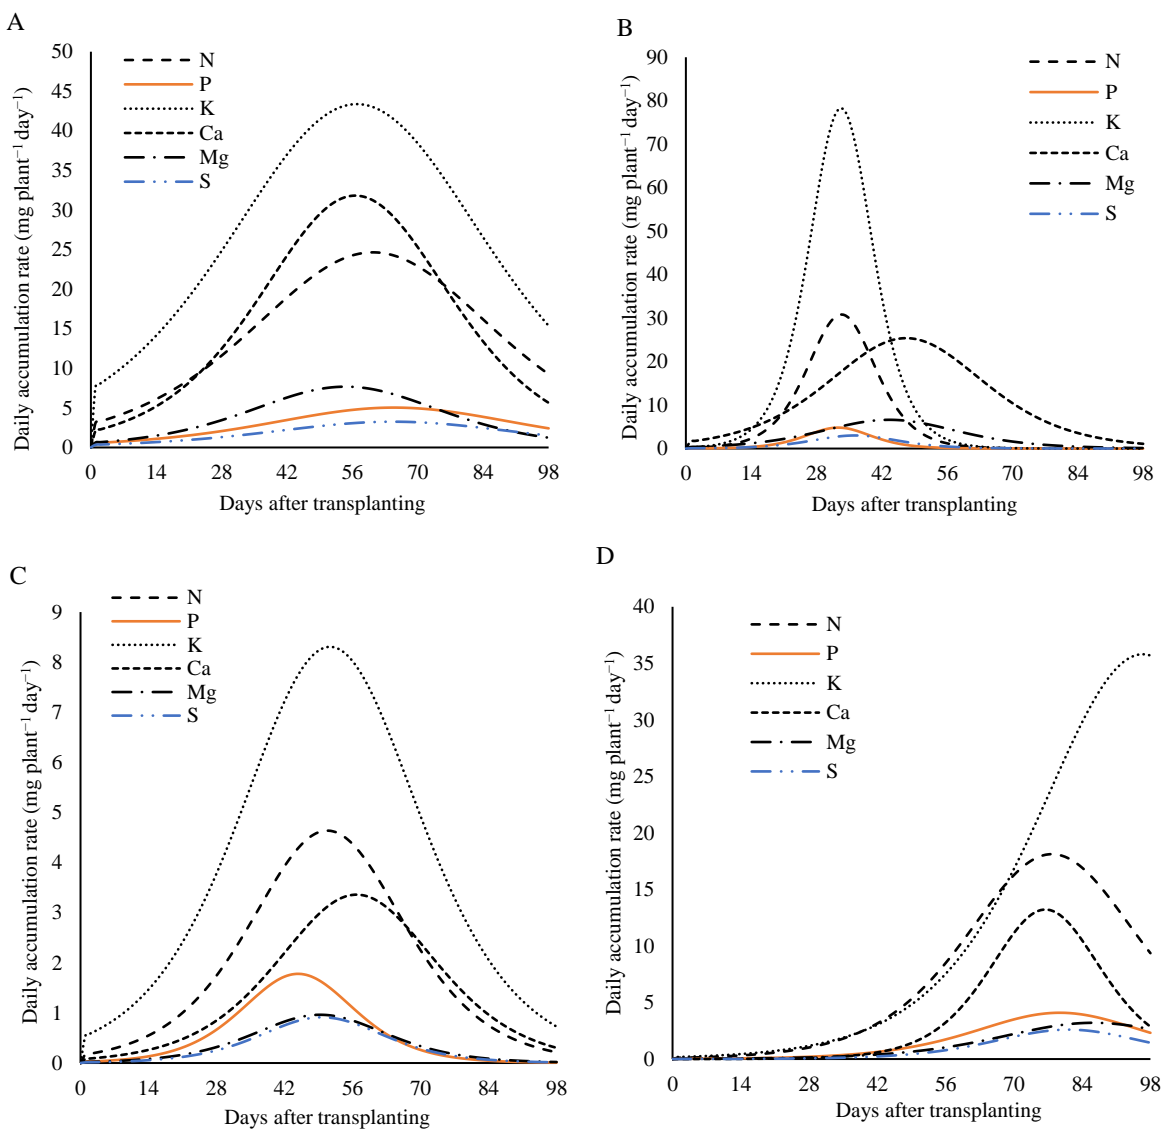 A
Daily accumulation rate (mg plant⁻¹ day⁻¹)
50
45
40
35
30
25
20
15
10
5
0
N
P
K
Ca
Mg
S
0 14 28 42 56 70 84 98
Days after transplanting
B
Daily accumulation rate (mg plant⁻¹ day⁻¹)
90
80
70
60
50
40
30
20
10
0
N
P
K
Ca
Mg
S
0 14 28 42 56 70 84 98
Days after transplanting
C
Daily accumulation rate (mg plant⁻¹ day⁻¹)
9
8
7
6
5
4
3
2
1
0
N
P
K
Ca
Mg
S
0 14 28 42 56 70 84 98
Days after transplanting
D
Daily accumulation rate (mg plant⁻¹ day⁻¹)
40
35
30
25
20
15
10
5
0
N
P
K
Ca
Mg
S
0 14 28 42 56 70 84 98
Days after transplanting